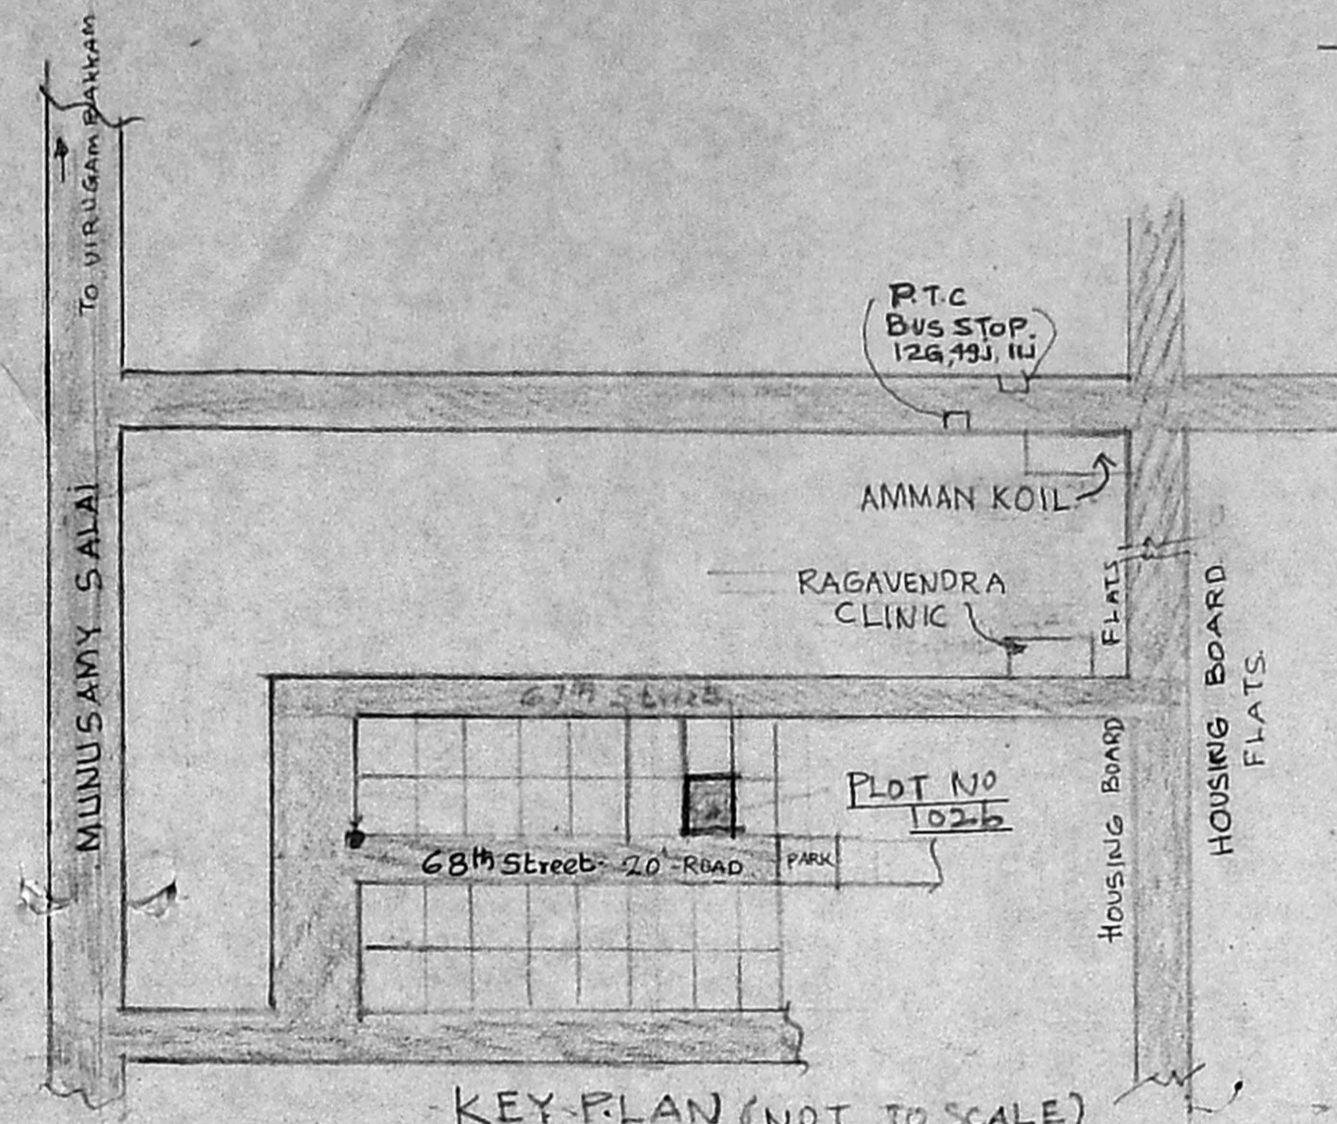 TO VIRUGAMBAKKAM
MUNUSAMY SALAI
P.T.C
BUS STOP.
12G, 49J, 11J
AMMAN KOIL
RAGAVENDRA
CLINIC
FLATS
HOUSING BOARD
HOUSING BOARD
FLATS.
67th Street
PLOT NO
102b
68th Street- 20' ROAD
PARK
KEY PLAN (NOT TO SCALE)